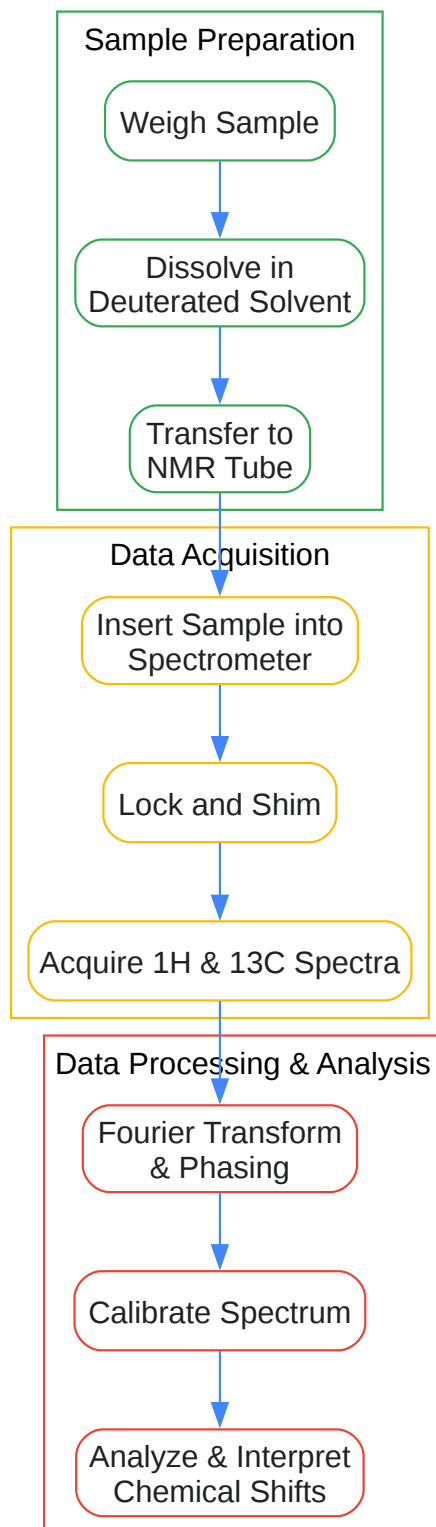 Sample Preparation
Weigh Sample
Dissolve in
Deuterated Solvent
Transfer to
NMR Tube
Data Acquisition
Insert Sample into
Spectrometer
Lock and Shim
Acquire 1H & 13C Spectra
Data Processing & Analysis
Fourier Transform
& Phasing
Calibrate Spectrum
Analyze & Interpret
Chemical Shifts